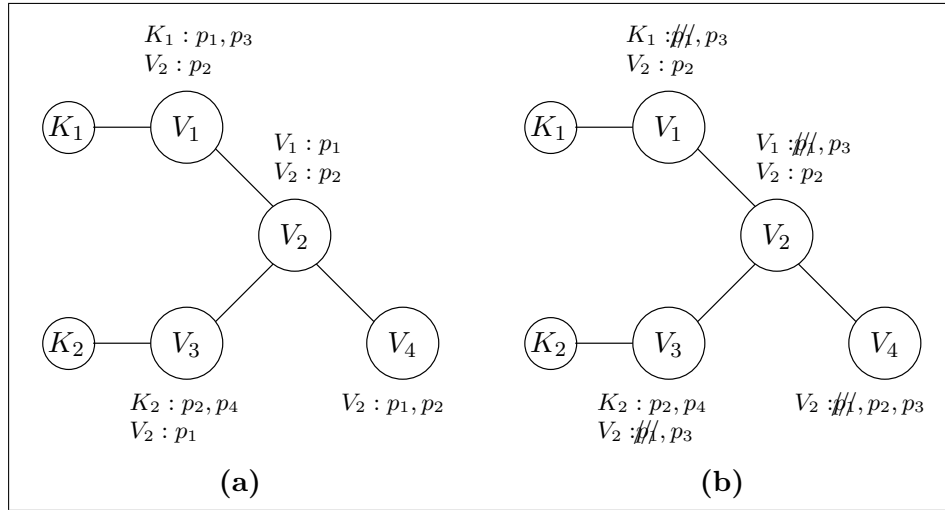 K₁ : p₁, p₃
V₂ : p₂
K₁
V₁
V₁ : p₁
V₂ : p₂
V₂
K₂
V₃
V₄
K₂ : p₂, p₄
V₂ : p₁
V₂ : p₁, p₂
(a)
K₁ : p₁, p₃
V₂ : p₂
K₁
V₁
V₁ : p₁, p₃
V₂ : p₂
V₂
K₂
V₃
V₄
K₂ : p₂, p₄
V₂ : p₁, p₃
V₂ : p₁, p₂, p₃
(b)